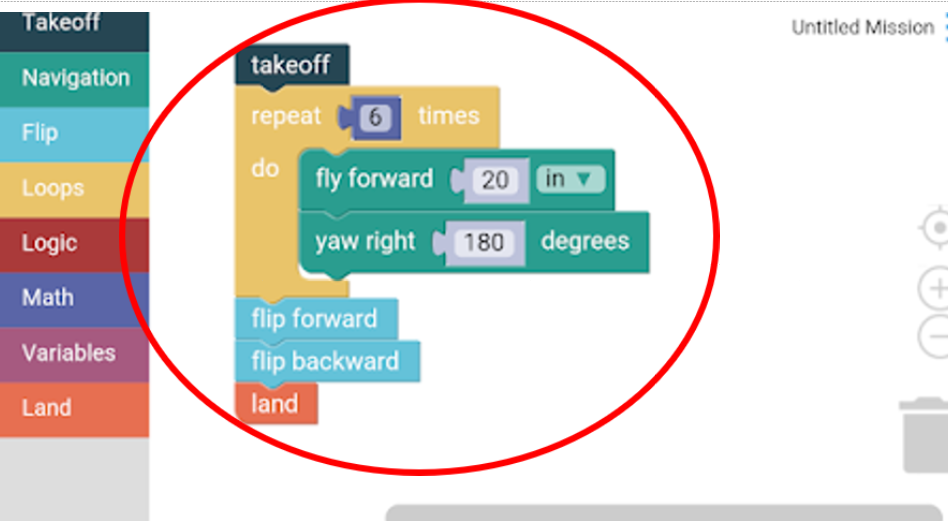 Takeoff
Navigation
Flip
Loops
Logic
Math
Variables
Land
takeoff
repeat 6 times
do
fly forward 20 in ▼
yaw right 180 degrees
flip forward
flip backward
land
Untitled Mission